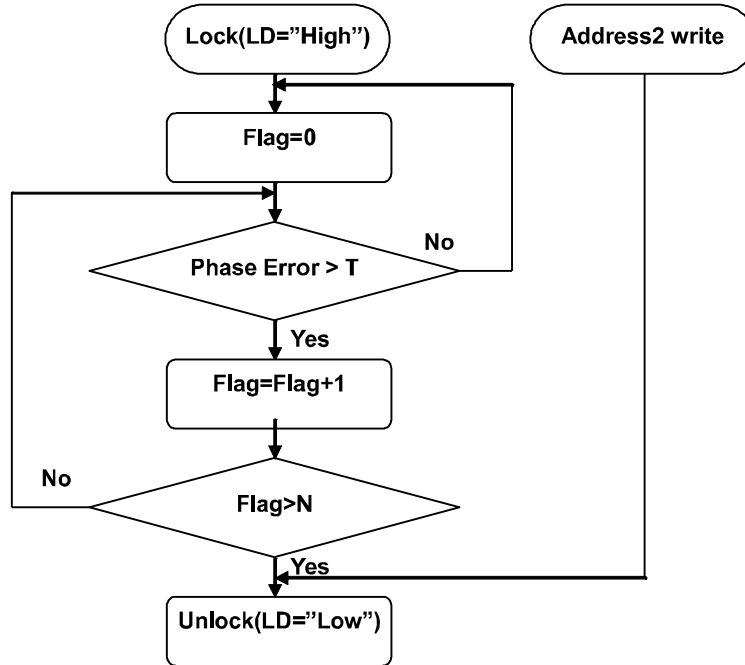 Lock(LD=”High”)
Address2 write
Flag=0
No
Phase Error > T
Yes
Flag=Flag+1
No
Flag>N
Yes
Unlock(LD=”Low”)